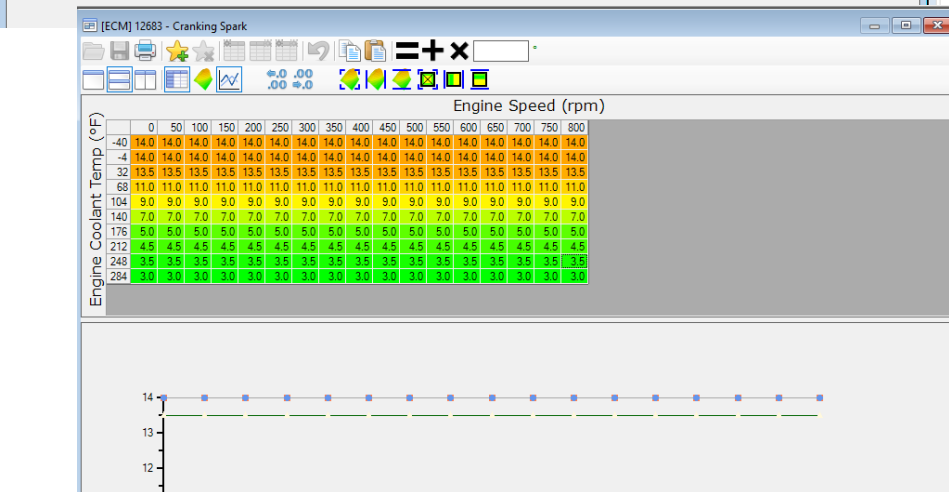 [ECM] 12683 - Cranking Spark
°
Engine Speed (rpm)
Engine Coolant Temp (°F)
0 50 100 150 200 250 300 350 400 450 500 550 600 650 700 750 800
-40 14.0 14.0 14.0 14.0 14.0 14.0 14.0 14.0 14.0 14.0 14.0 14.0 14.0 14.0 14.0 14.0 14.0
-4 14.0 14.0 14.0 14.0 14.0 14.0 14.0 14.0 14.0 14.0 14.0 14.0 14.0 14.0 14.0 14.0 14.0
32 13.5 13.5 13.5 13.5 13.5 13.5 13.5 13.5 13.5 13.5 13.5 13.5 13.5 13.5 13.5 13.5 13.5
68 11.0 11.0 11.0 11.0 11.0 11.0 11.0 11.0 11.0 11.0 11.0 11.0 11.0 11.0 11.0 11.0 11.0
104 9.0 9.0 9.0 9.0 9.0 9.0 9.0 9.0 9.0 9.0 9.0 9.0 9.0 9.0 9.0 9.0 9.0
140 7.0 7.0 7.0 7.0 7.0 7.0 7.0 7.0 7.0 7.0 7.0 7.0 7.0 7.0 7.0 7.0 7.0
176 5.0 5.0 5.0 5.0 5.0 5.0 5.0 5.0 5.0 5.0 5.0 5.0 5.0 5.0 5.0 5.0 5.0
212 4.5 4.5 4.5 4.5 4.5 4.5 4.5 4.5 4.5 4.5 4.5 4.5 4.5 4.5 4.5 4.5 4.5
248 3.5 3.5 3.5 3.5 3.5 3.5 3.5 3.5 3.5 3.5 3.5 3.5 3.5 3.5 3.5 3.5 3.5
284 3.0 3.0 3.0 3.0 3.0 3.0 3.0 3.0 3.0 3.0 3.0 3.0 3.0 3.0 3.0 3.0 3.0
14
13
12